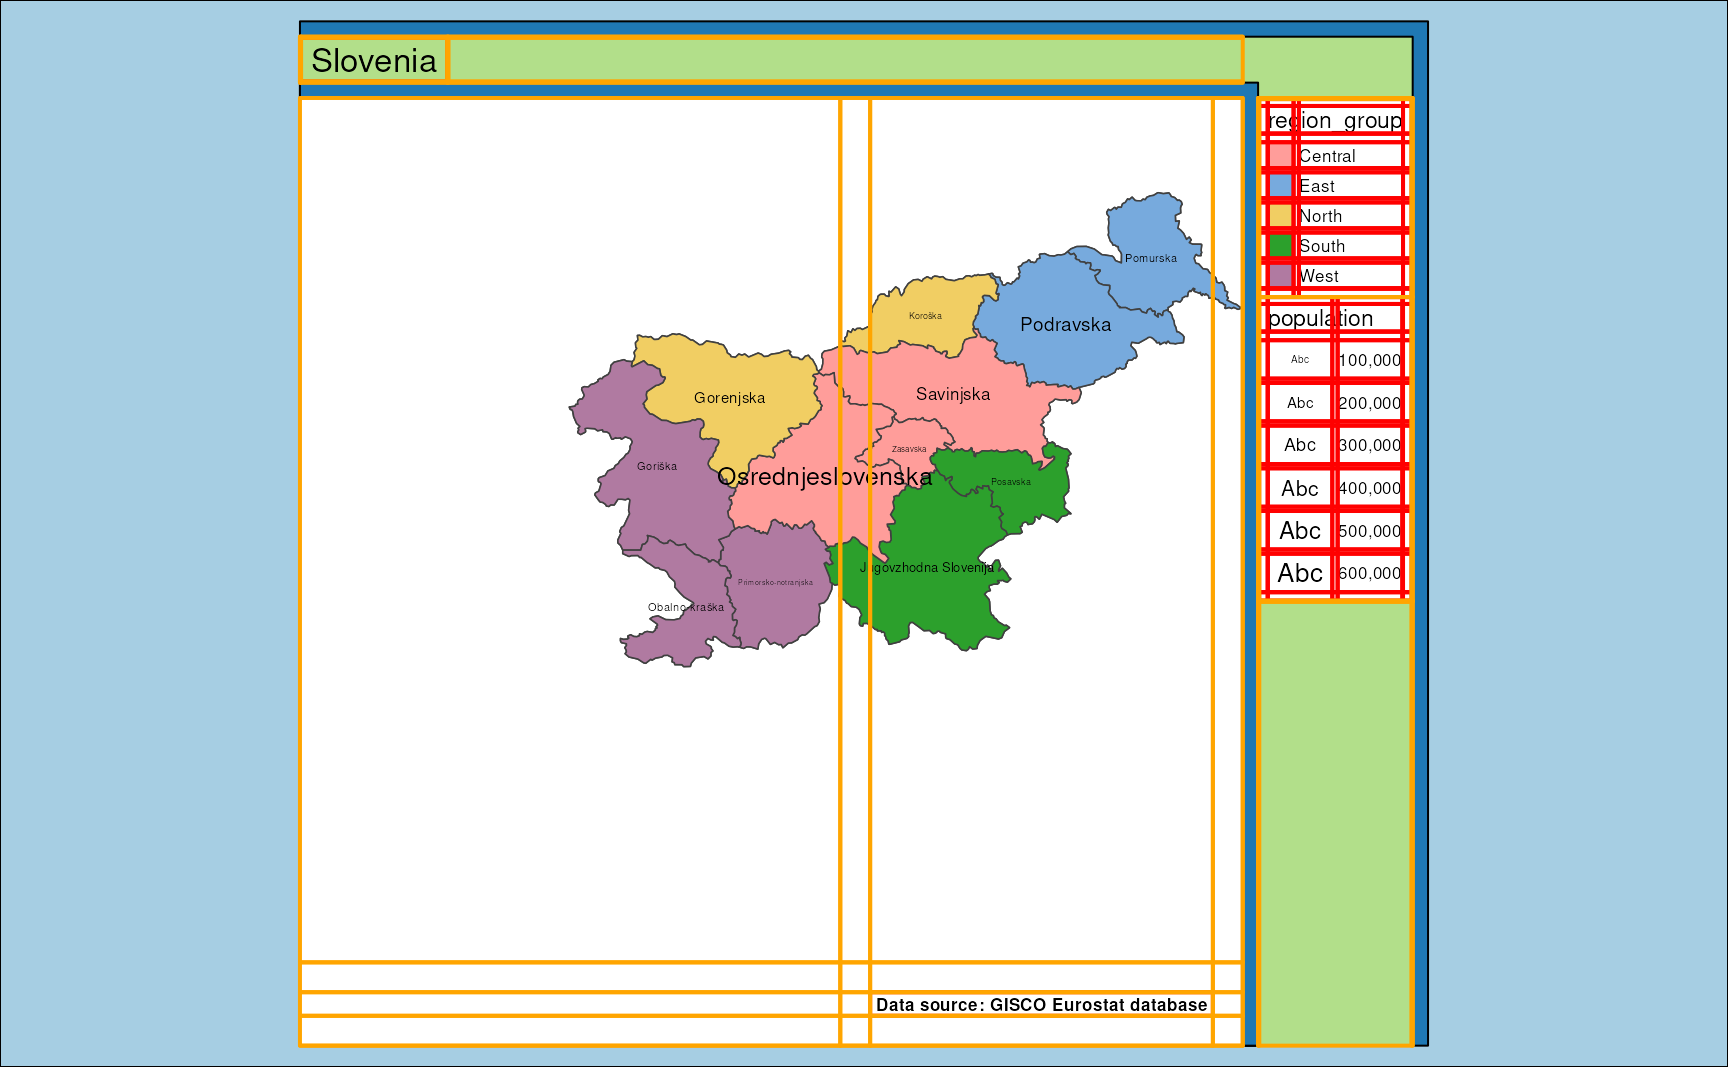 Slovenia
region_group
Central
East
North
South
West
population
Abc 100,000
Abc 200,000
Abc 300,000
Abc 400,000
Abc 500,000
Abc 600,000
Pomurska
Koroška
Podravska
Gorenjska
Savinjska
Zasavska
Goriška
Osrednjeslovenska
Posavska
Jugovzhodna Slovenija
Primorsko-notranjska
Obalno-kraška
Data source: GISCO Eurostat database